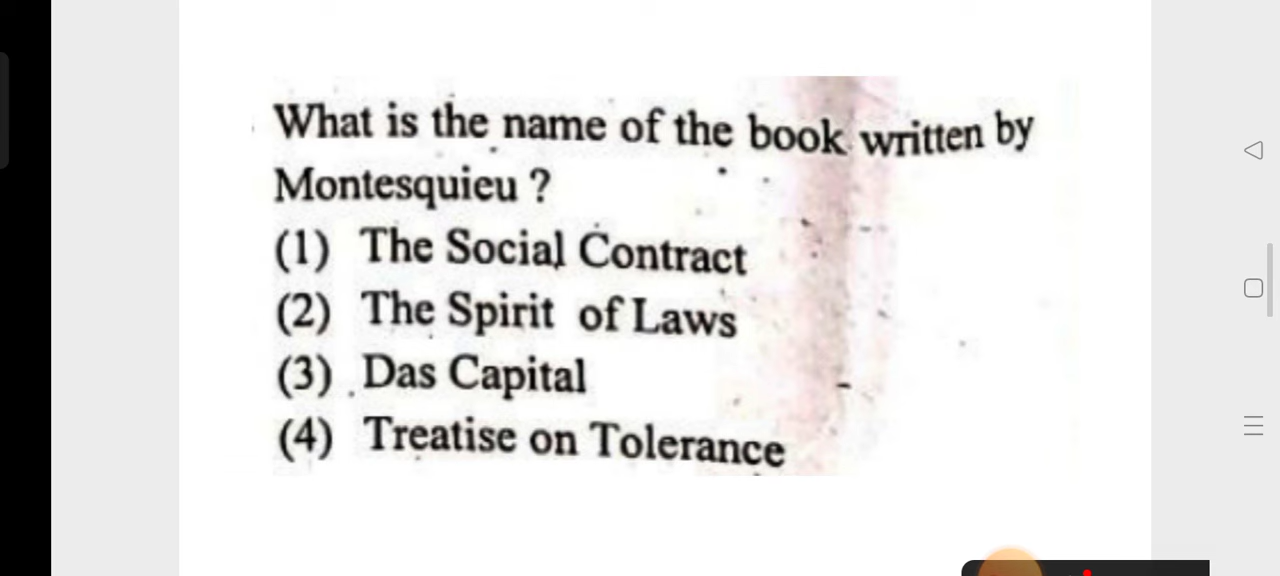 What is the name of the book written by
Montesquieu ?
(1) The Social Contract
(2) The Spirit of Laws
(3) Das Capital
(4) Treatise on Tolerance